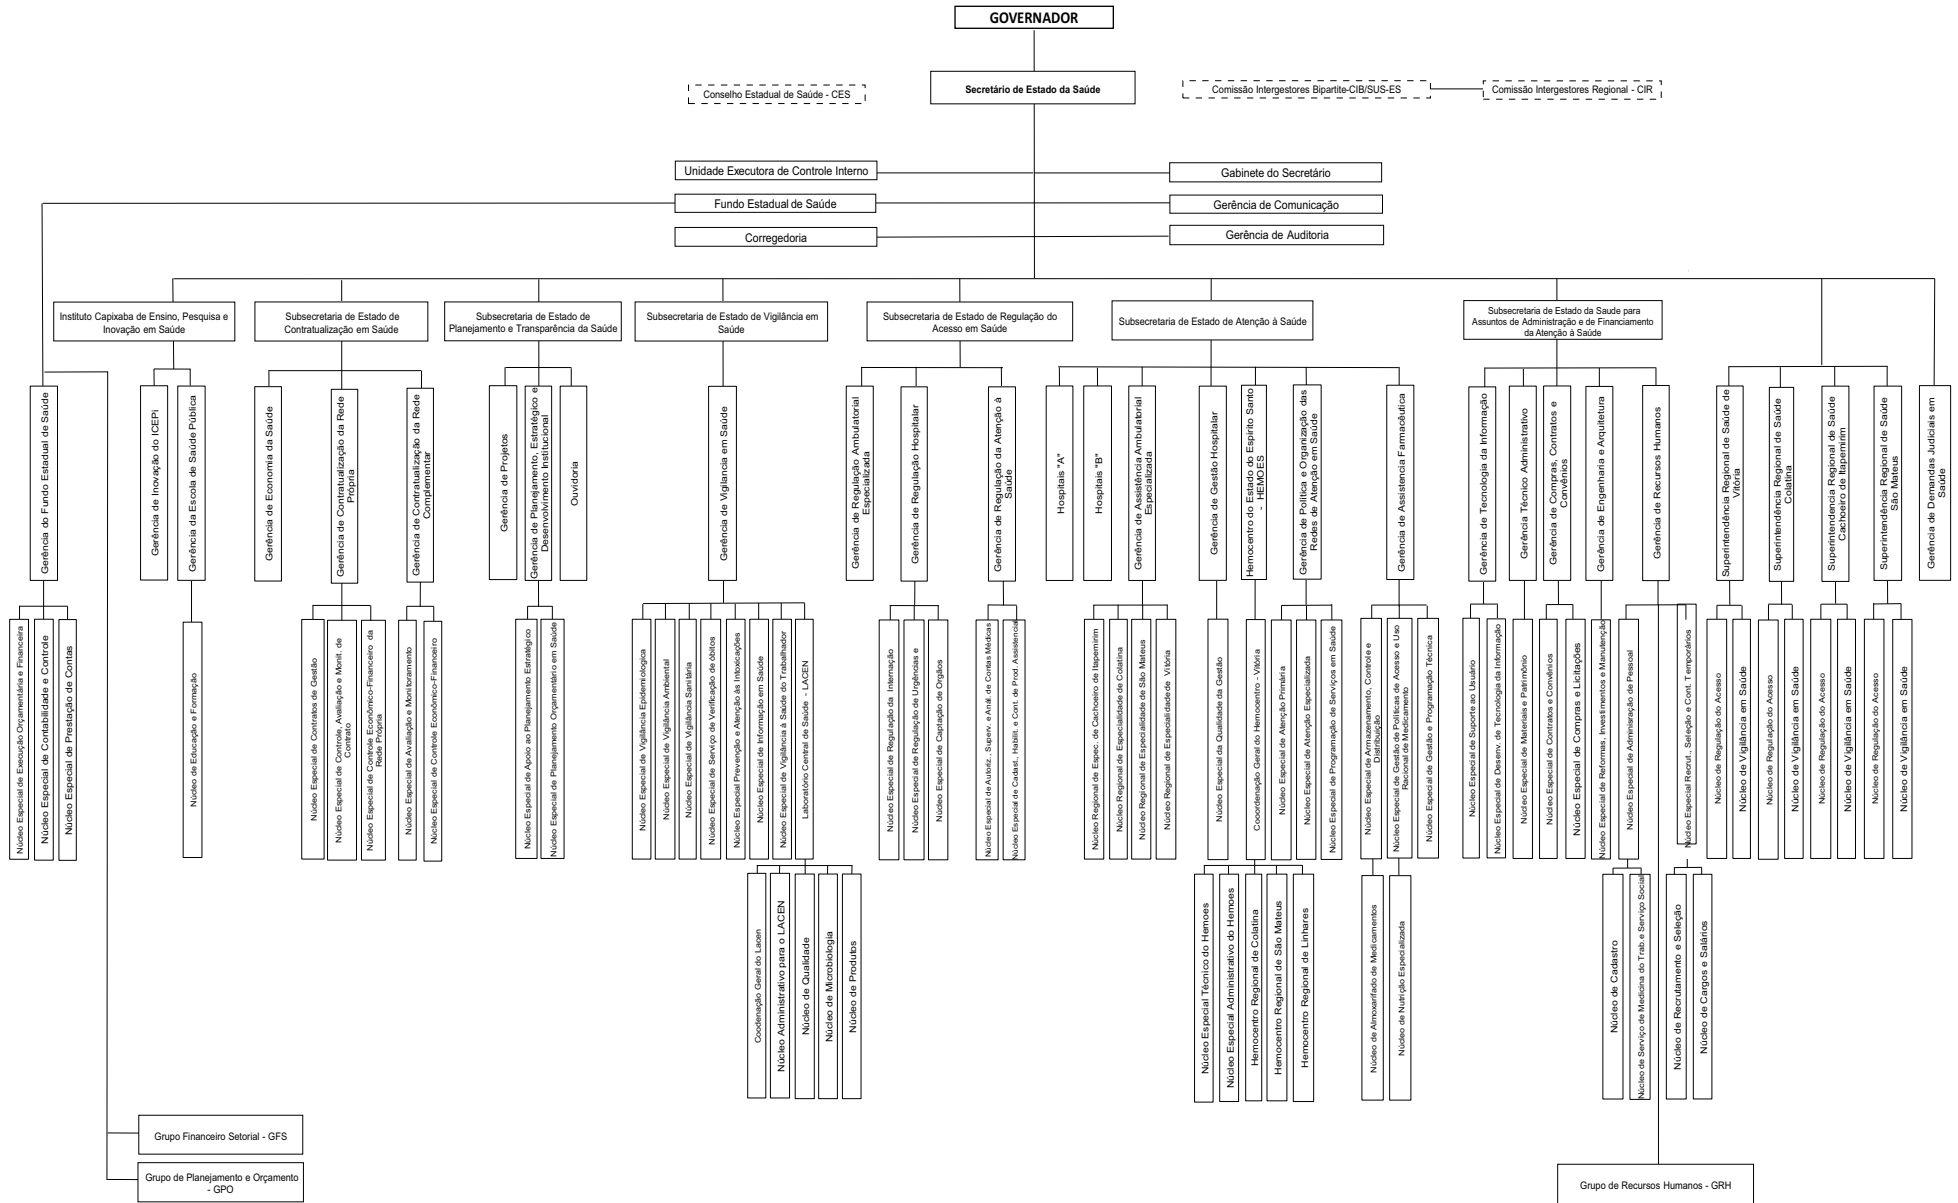 GOVERNADOR
Secretário de Estado da Saúde
Conselho Estadual de Saúde - CES
Comissão Intergestores Bipartite-CIB/SUS-ES
Comissão Intergestores Regional - CIR
Unidade Executora de Controle Interno
Gabinete do Secretário
Fundo Estadual de Saúde
Gerência de Comunicação
Corregedoria
Gerência de Auditoria
Instituto Capixaba de Ensino, Pesquisa e
Inovação em Saúde
Subsecretaria de Estado de
Contratualização em Saúde
Subsecretaria de Estado de
Planejamento e Transparência da Saúde
Subsecretaria de Estado de Vigilância em
Saúde
Subsecretaria de Estado de Regulação do
Acesso em Saúde
Subsecretaria de Estado de Atenção à Saúde
Subsecretaria de Estado da Saude para
Assuntos de Administração e de Financiamento
da Atenção à Saúde
Gerência do Fundo Estadual de Saúde
Gerência de Inovação do ICEPi
Gerência da Escola de Saúde Pública
Gerência de Economia da Saúde
Gerência de Contratualização da Rede
Própria
Gerência de Contratualização da Rede
Complementar
Gerência de Projetos
Gerência de Planejamento, Estratégico e
Desenvolvimento Institucional
Ouvidoria
Gerência de Vigilancia em Saúde
Gerência de Regulação Ambulatorial
Especializada
Gerência de Regulação Hospitalar
Gerência de Regulação da Atenção à
Saúde
Hospitais "A"
Hospitais "B"
Gerência de Assistência Ambulatorial
Especializada
Gerência de Gestão Hospitalar
Hemocentro do Estado do Espirito Santo
- HEMOES
Gerência de Política e Organização das
Redes de Atenção em Saúde
Gerência de Assistência Farmacêutica
Gerência de Tecnologia da Informação
Gerência Técnico Administrativo
Gerência de Compras, Contratos e
Convênios
Gerência de Engenharia e Arquitetura
Gerência de Recursos Humanos
Superintendência Regional de Saúde de
Vitória
Superintendência Regional de Saúde
Colatina
Superintendencia Regional de Saúde
Cachoeiro de Itapemirim
Superintendência Regional de Saúde
São Mateus
Gerência de Demandas Judiciais em
Saúde
Núcleo Especial de Execução Orçamentária e Financeira
Núcleo Especial de Contabilidade e Controle
Núcleo Especial de Prestação de Contas
Núcleo de Educação e Formação
Núcleo Especial de Contratos de Gestão
Núcleo Especial de Controle, Avaliação e Monit. de
Contrato
Núcleo Especial de Controle Econômico-Financeiro da
Rede Própria
Núcleo Especial de Avaliação e Monitoramento
Núcleo Especial de Controle Econômico-Financeiro
Núcleo Especial de Apoio ao Planejamento Estratégico
Núcleo Especial de Planejamento Orçamentário em Saúde
Núcleo Especial de Vigilância Epidemiologica
Núcleo Especial de Vigilância Ambiental
Núcleo Especial de Vigilância Sanitária
Núcleo Especial de Serviço de Verificação de óbitos
Núcleo Especial Prevenção e Atenção às Intoxicações
Núcleo Especial de Informação em Saúde
Núcleo Especial de Vigilância à Saúde do Trabalhador
Laboratório Central de Saúde - LACEN
Núcleo Especial de Regulação da Internação
Núcleo Especial de Regulação de Urgências e
Núcleo Especial de Captação de Orgãos
Núcleo Especial de Autoriz., Superv. e Anál. de Contas Médicas
Núcleo Especial de Cadast., Habilit. e Cont. de Prod. Assistencial
Núcleo Regional de Espec. de Cachoeiro de Itapemirim
Núcleo Regional de Especialidade de Colatina
Núcleo Regional de Especialidade de São Mateus
Núcleo Regional de Especialidadede Vitória
Núcleo Especial da Qualidade da Gestão
Cooordenação Geral do Hemocentro - Vitória
Núcleo Especial de Atenção Primária
Núcleo Especial de Atenção Especializada
Núcleo Especial de Programação de Serviços em Saúde
Núcleo Especial de Armazenamento, Controle e
Distribuição
Núcleo Especial de Gestão de Políticas de Acesso e Uso
Racional de Medicamento
Núcleo Especial de Gestão e Programação Técnica
Núcleo Especial de Suporte ao Usuário
Núcleo Especial de Desenv. de Tecnologia da Informação
Núcleo Especial de Materiais e Patrimônio
Núcleo Especial de Contratos e Convênios
Núcleo Especial de Compras e Licitações
Núcleo Especial de Reformas, Investimentos e Manutenção
Núcleo Especial de Adminisração de Pessoal
Núcleo Especial Recrut., Seleção e Cont. Temporários
Núcleo de Regulação do Acesso
Núcleo de Vigilância em Saúde
Núcleo de Regulação do Acesso
Núcleo de Vigilância em Saúde
Núcleo de Regulação do Acesso
Núcleo de Vigilância em Saúde
Núcleo de Regulação do Acesso
Núcleo de Vigilância em Saúde
Coodenação Geral do Lacen
Núcleo Administrativo para o LACEN
Núcleo de Qualidade
Núcleo de Microbiologia
Núcleo de Produtos
Núcleo Especial Técnico do Hemoes
Núcleo Especial Administrativo do Hemoes
Hemocentro Regional de Colatina
Hemocentro Regional de São Mateus
Hemocentro Regional de Linhares
Núcleo de Almoxarifado de Medicamentos
Núcleo de Nutrição Especializada
Núcleo de Cadastro
Núcleo de Serviço de Medicina do Trab.e Serviço Social
Núcleo de Recrutamento e Seleção
Núcleo de Cargos e Salários
Grupo Financeiro Setorial - GFS
Grupo de Planejamento e Orçamento
- GPO
Grupo de Recursos Humanos - GRH